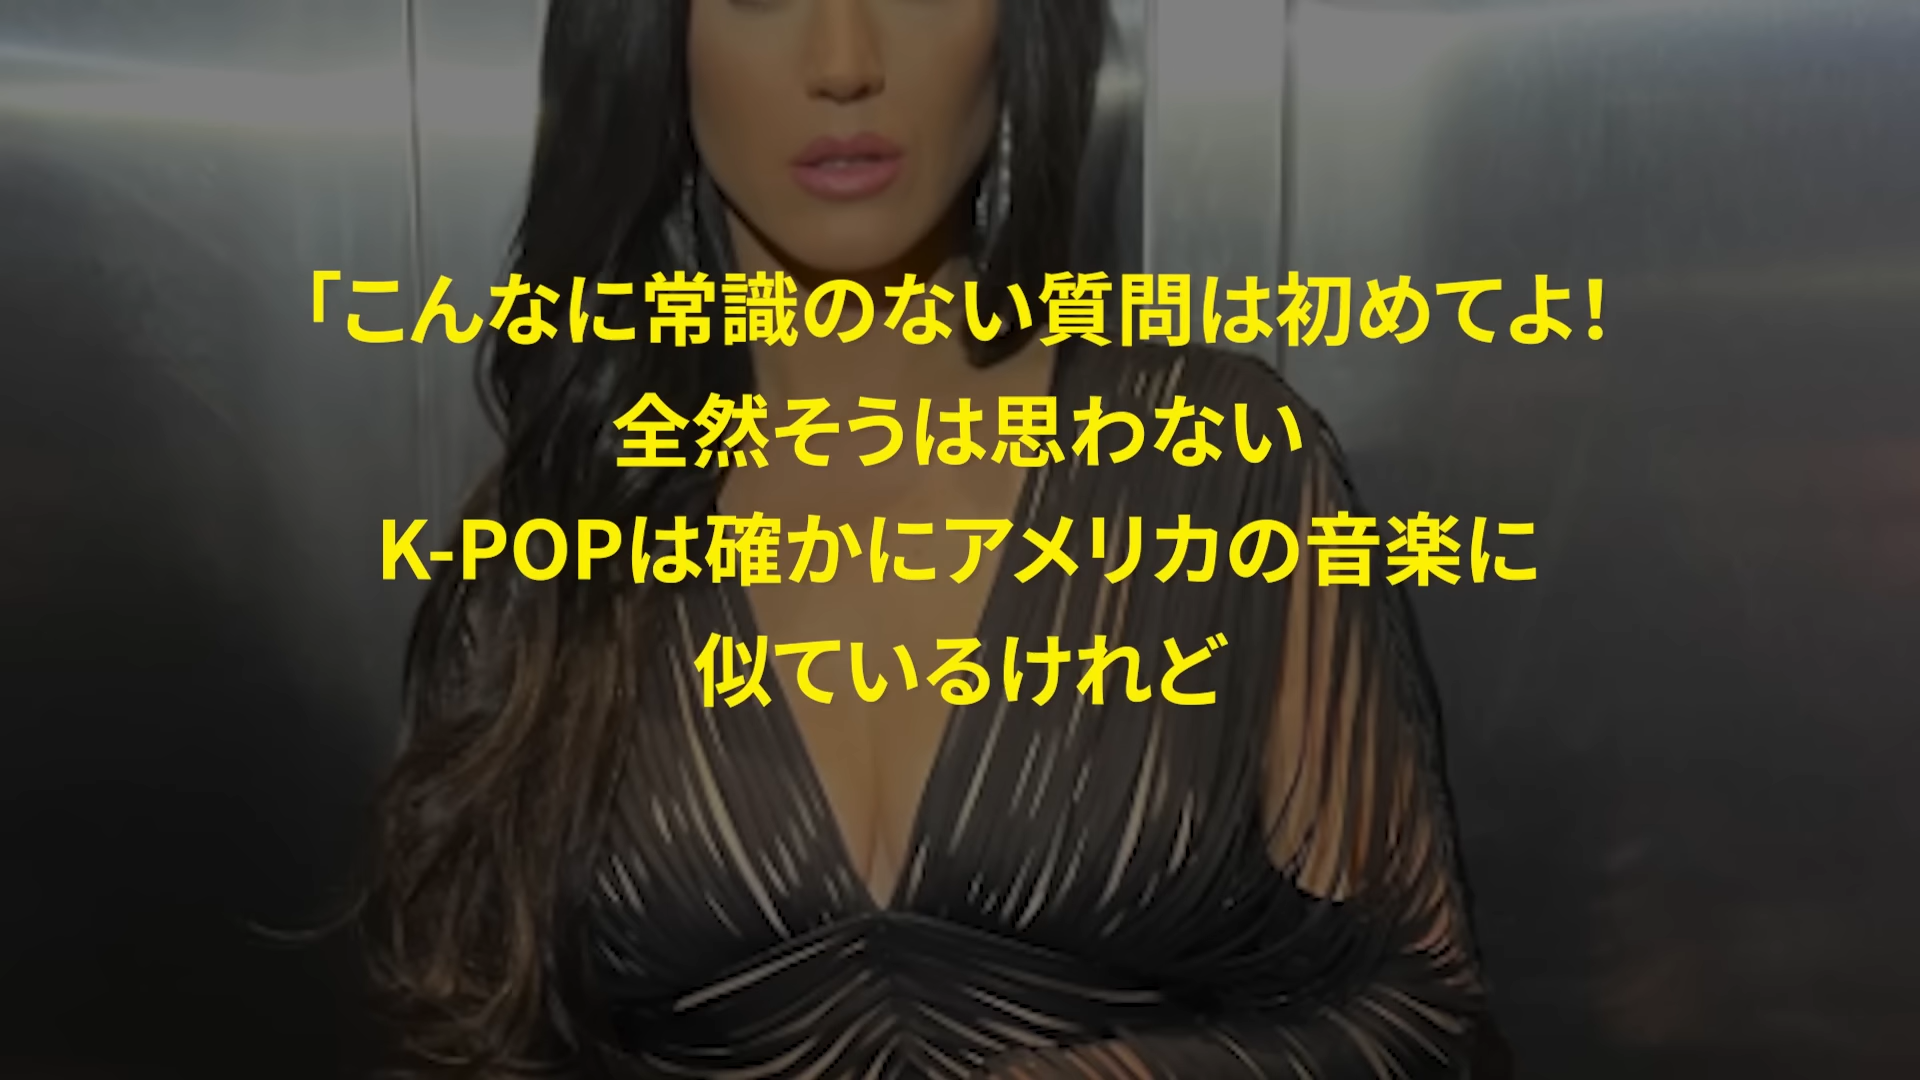 「こんなに常識のない質問は初めてよ!
全然そうは思わない
K-POPは確かにアメリカの音楽に
似ているけれど